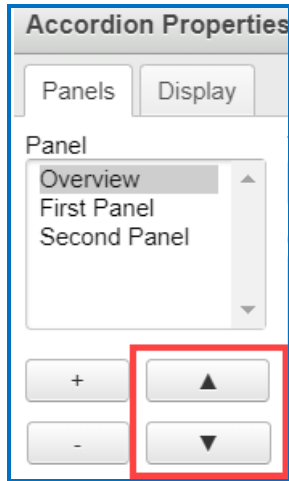 Accordion Properties
Panels Display
Panel
Overview
First Panel
Second Panel
+ ▲
- ▼